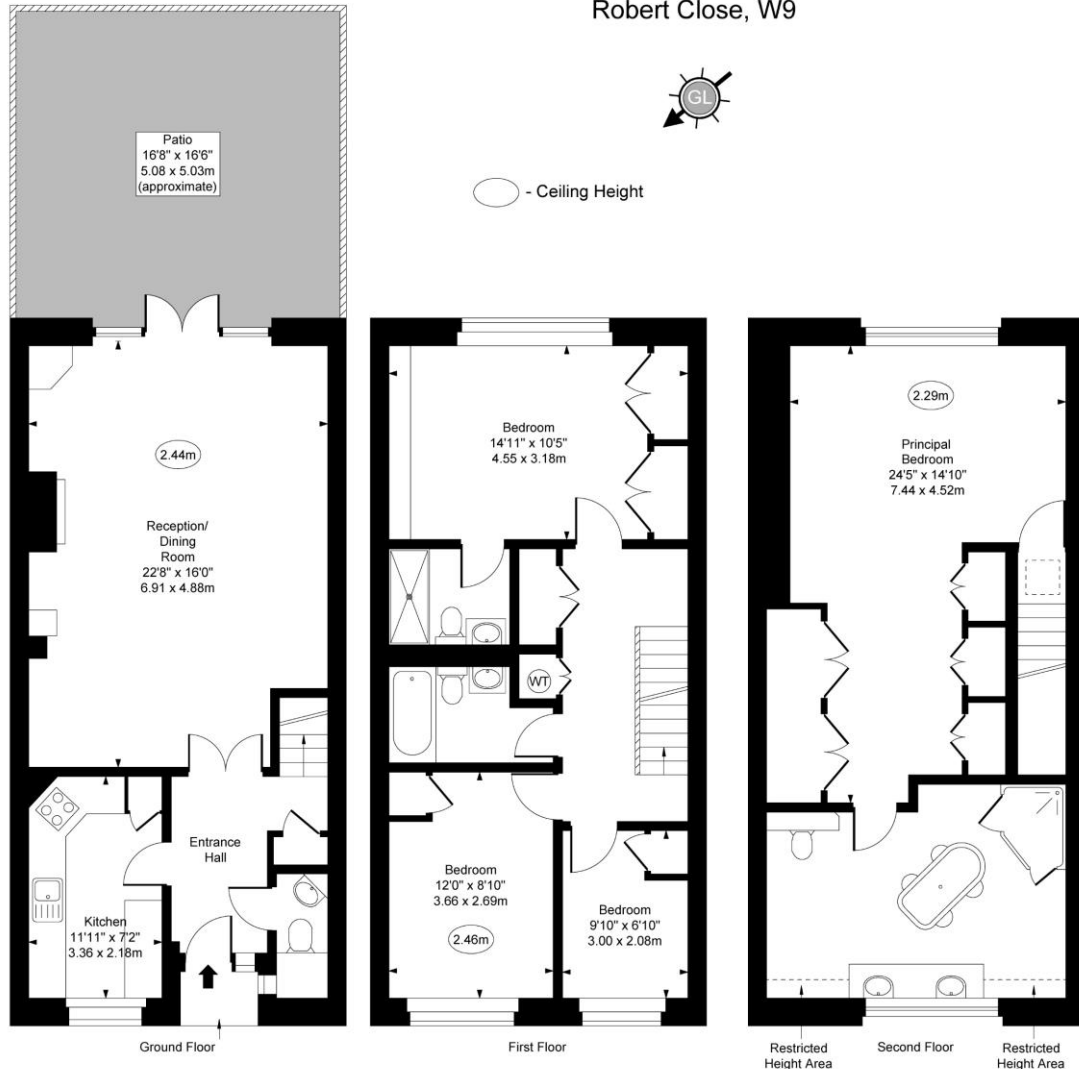 Robert Close, W9
GL
- Ceiling Height
Patio
16'8" x 16'6"
5.08 x 5.03m
(approximate)
2.44m
Reception/
Dining
Room
22'8" x 16'0"
6.91 x 4.88m
Entrance
Hall
Kitchen
11'11" x 7'2"
3.36 x 2.18m
Ground Floor
Bedroom
14'11" x 10'5"
4.55 x 3.18m
WT
Bedroom
12'0" x 8'10"
3.66 x 2.69m
2.46m
Bedroom
9'10" x 6'10"
3.00 x 2.08m
First Floor
2.29m
Principal
Bedroom
24'5" x 14'10"
7.44 x 4.52m
Restricted
Height Area
Second Floor
Restricted
Height Area